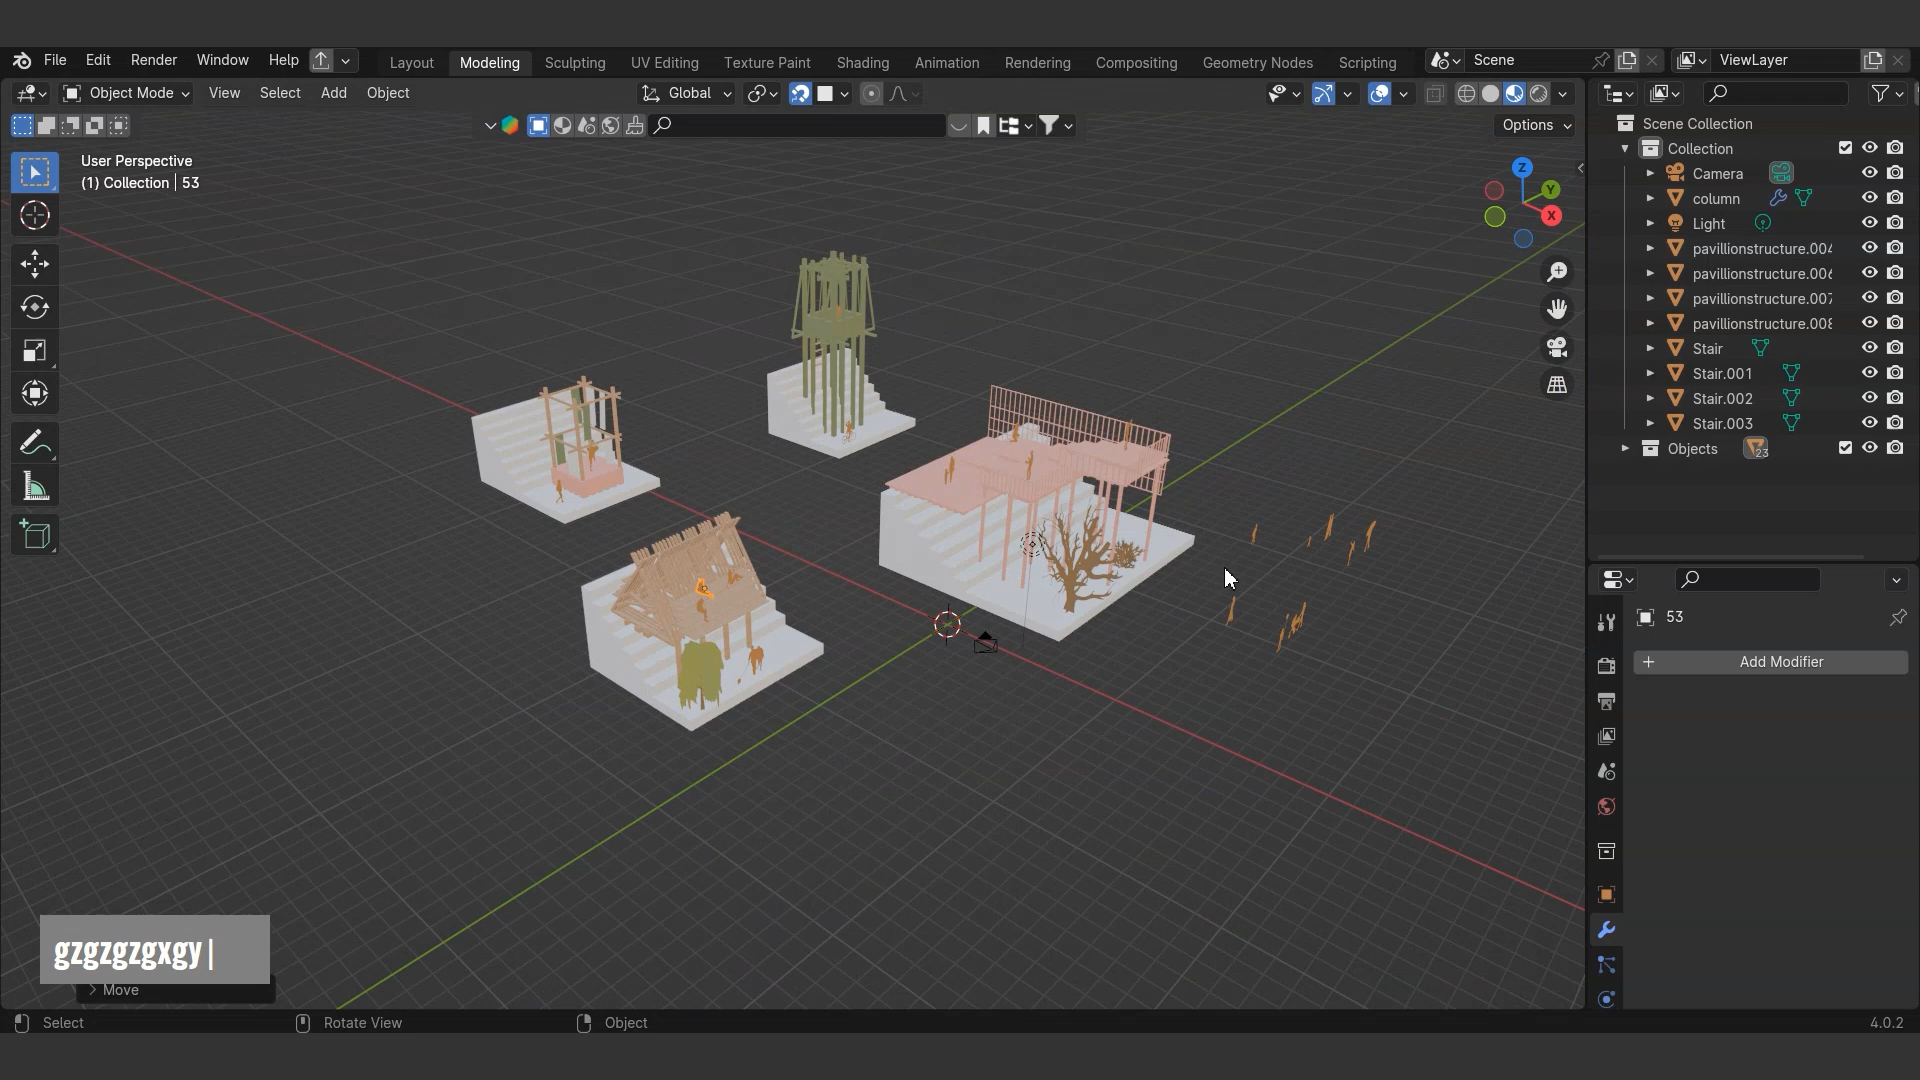 File Edit Render Window Help Layout Modeling Sculpting UV Editing Texture Paint Shading Animation Rendering Compositing Geometry Nodes Scripting Scene ViewLayer
Object Mode View Select Add Object Global
Options
User Perspective
(1) Collection | 53
Z
Y
X
Scene Collection
Collection
Camera
column
Light
pavillionstructure.004
pavillionstructure.006
pavillionstructure.007
pavillionstructure.008
Stair
Stair.001
Stair.002
Stair.003
Objects 23
53
+ Add Modifier
gzgzgzgxgy|
> Move
Select Rotate View Object 4.0.2